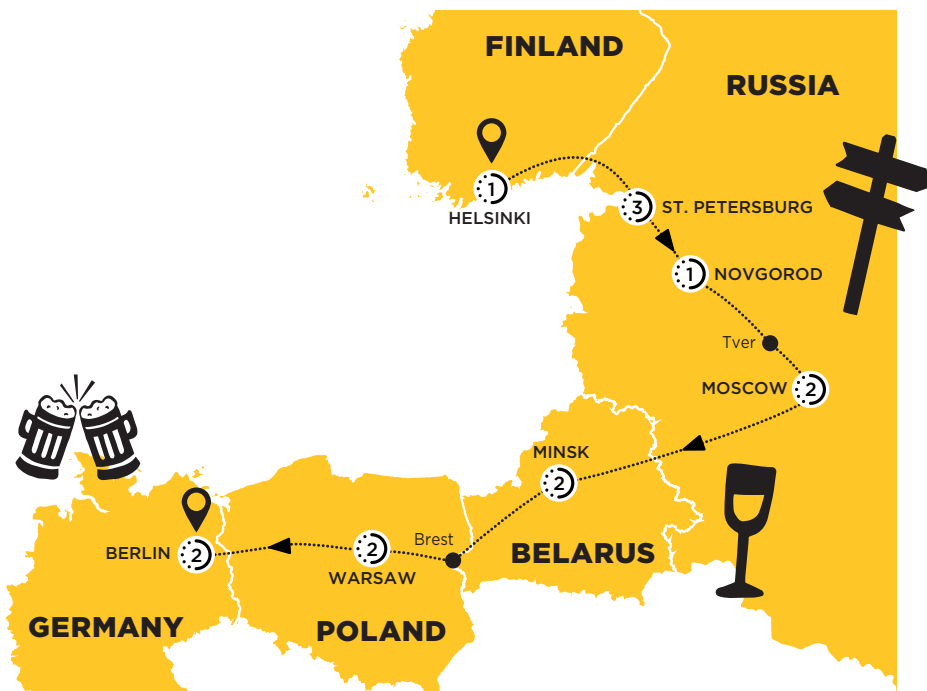 FINLAND
RUSSIA
1
HELSINKI
3
ST. PETERSBURG
1
NOVGOROD
Tver
MOSCOW
2
MINSK
2
Brest
BELARUS
BERLIN
2
2
WARSAW
GERMANY
POLAND